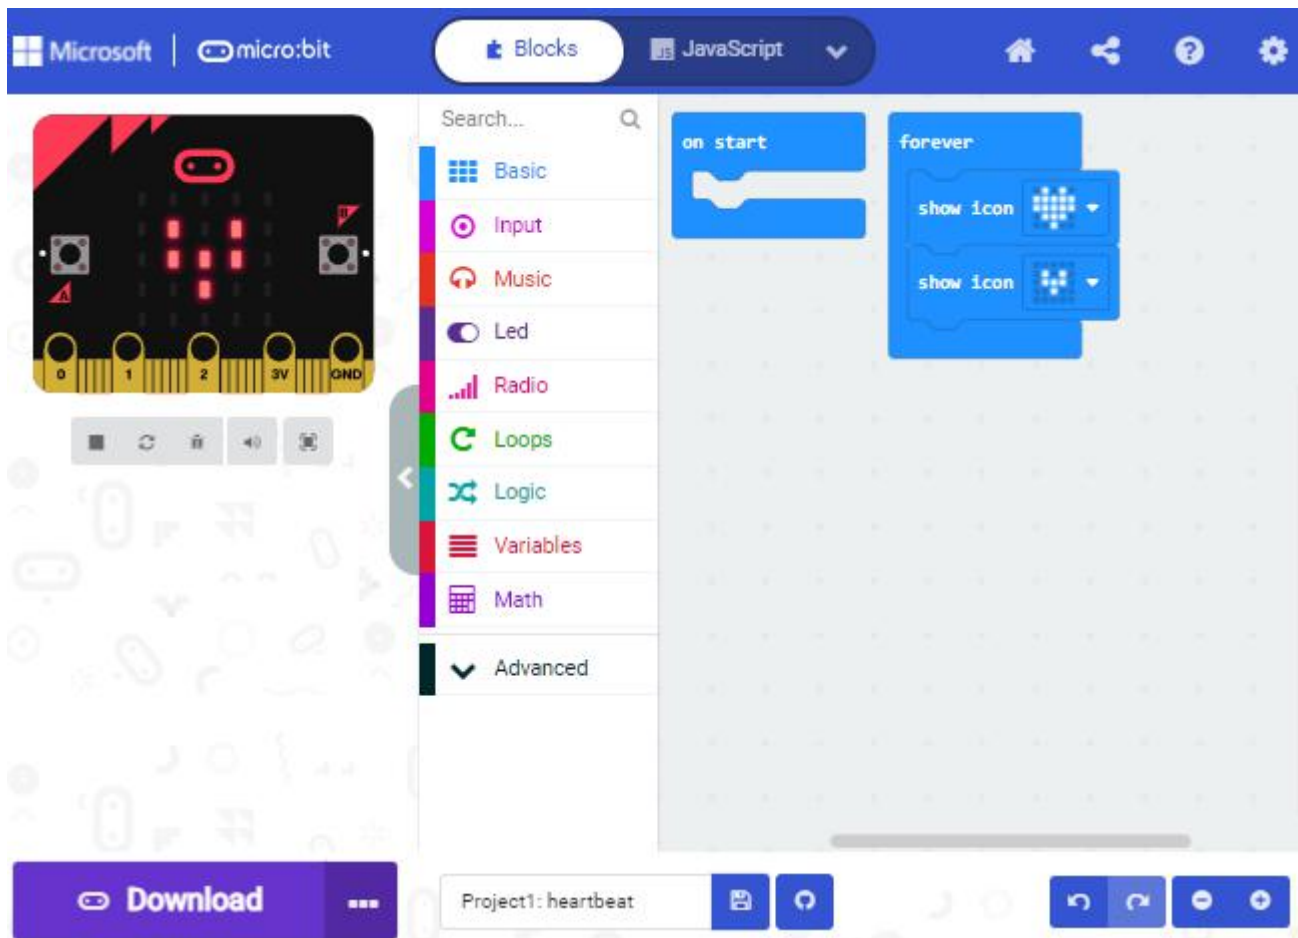 Microsoft | micro:bit
Blocks
JS JavaScript
B
A
0 1 2 3V GND
Search...
Basic
Input
Music
Led
Radio
Loops
Logic
Variables
Math
Advanced
on start
forever
show icon
show icon
Download
Project1: heartbeat